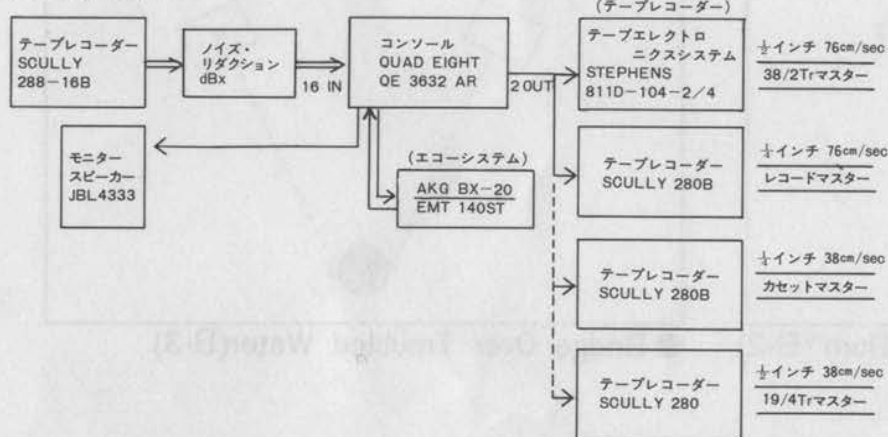 テープレコーダー
SCULLY
288-16B
ノイズ・
リダクション
dBx
16 IN
コンソール
QUAD EIGHT
QE 3632 AR
2 OUT
(テープレコーダー)
テープエレクトロ
ニクスシステム
STEPHENS
811D-104-2/4
½インチ 76cm/sec
38/2Trマスター
モニター
スピーカー
JBL4333
(エコーシステム)
AKG BX-20
EMT 140ST
テープレコーダー
SCULLY 280B
¼インチ 76cm/sec
レコードマスター
テープレコーダー
SCULLY 280B
¼インチ 38cm/sec
カセットマスター
テープレコーダー
SCULLY 280
½インチ 38cm/sec
19/4Trマスター
Bridge Over Troubled Water(B-3)